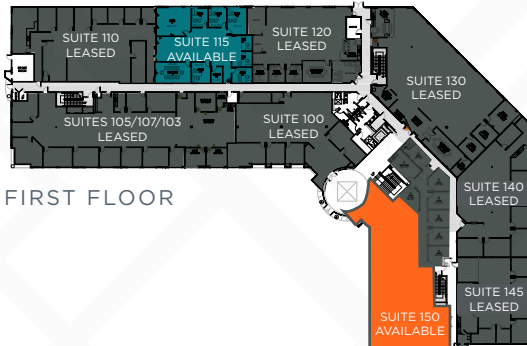 SUITE 110
LEASED
SUITE 115
AVAILABLE
SUITE 120
LEASED
SUITE 130
LEASED
SUITES 105/107/103
LEASED
SUITE 100
LEASED
FIRST FLOOR
SUITE 140
LEASED
SUITE 145
LEASED
SUITE 150
AVAILABLE